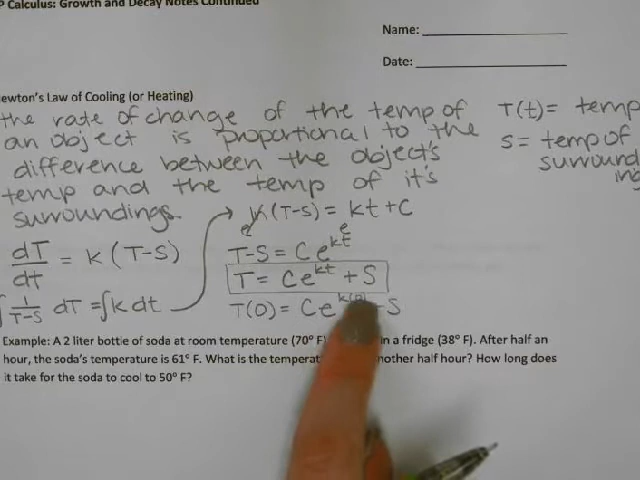 P Calculus: Growth and Decay Notes Continued
Name:
Date:
ewton's Law of Cooling (or Heating)
the rate of change of the temp of
an object is proportional to the
difference between the object's
temp and the temp of it's
surroundings.
T(t) = temp
S = temp of
surround
ing
dT/dt = k(T-S)
∫ 1/(T-S) dT = ∫k dt
(T-S) = kt + C
T-S = Ce^kt
T = Ce^kt + S
T(0) = Ce^k(0) + S
Example: A 2 liter bottle of soda at room temperature (70° F) in a fridge (38° F). After half an
hour, the soda's temperature is 61° F. What is the temperat nother half hour? How long does
it take for the soda to cool to 50° F?